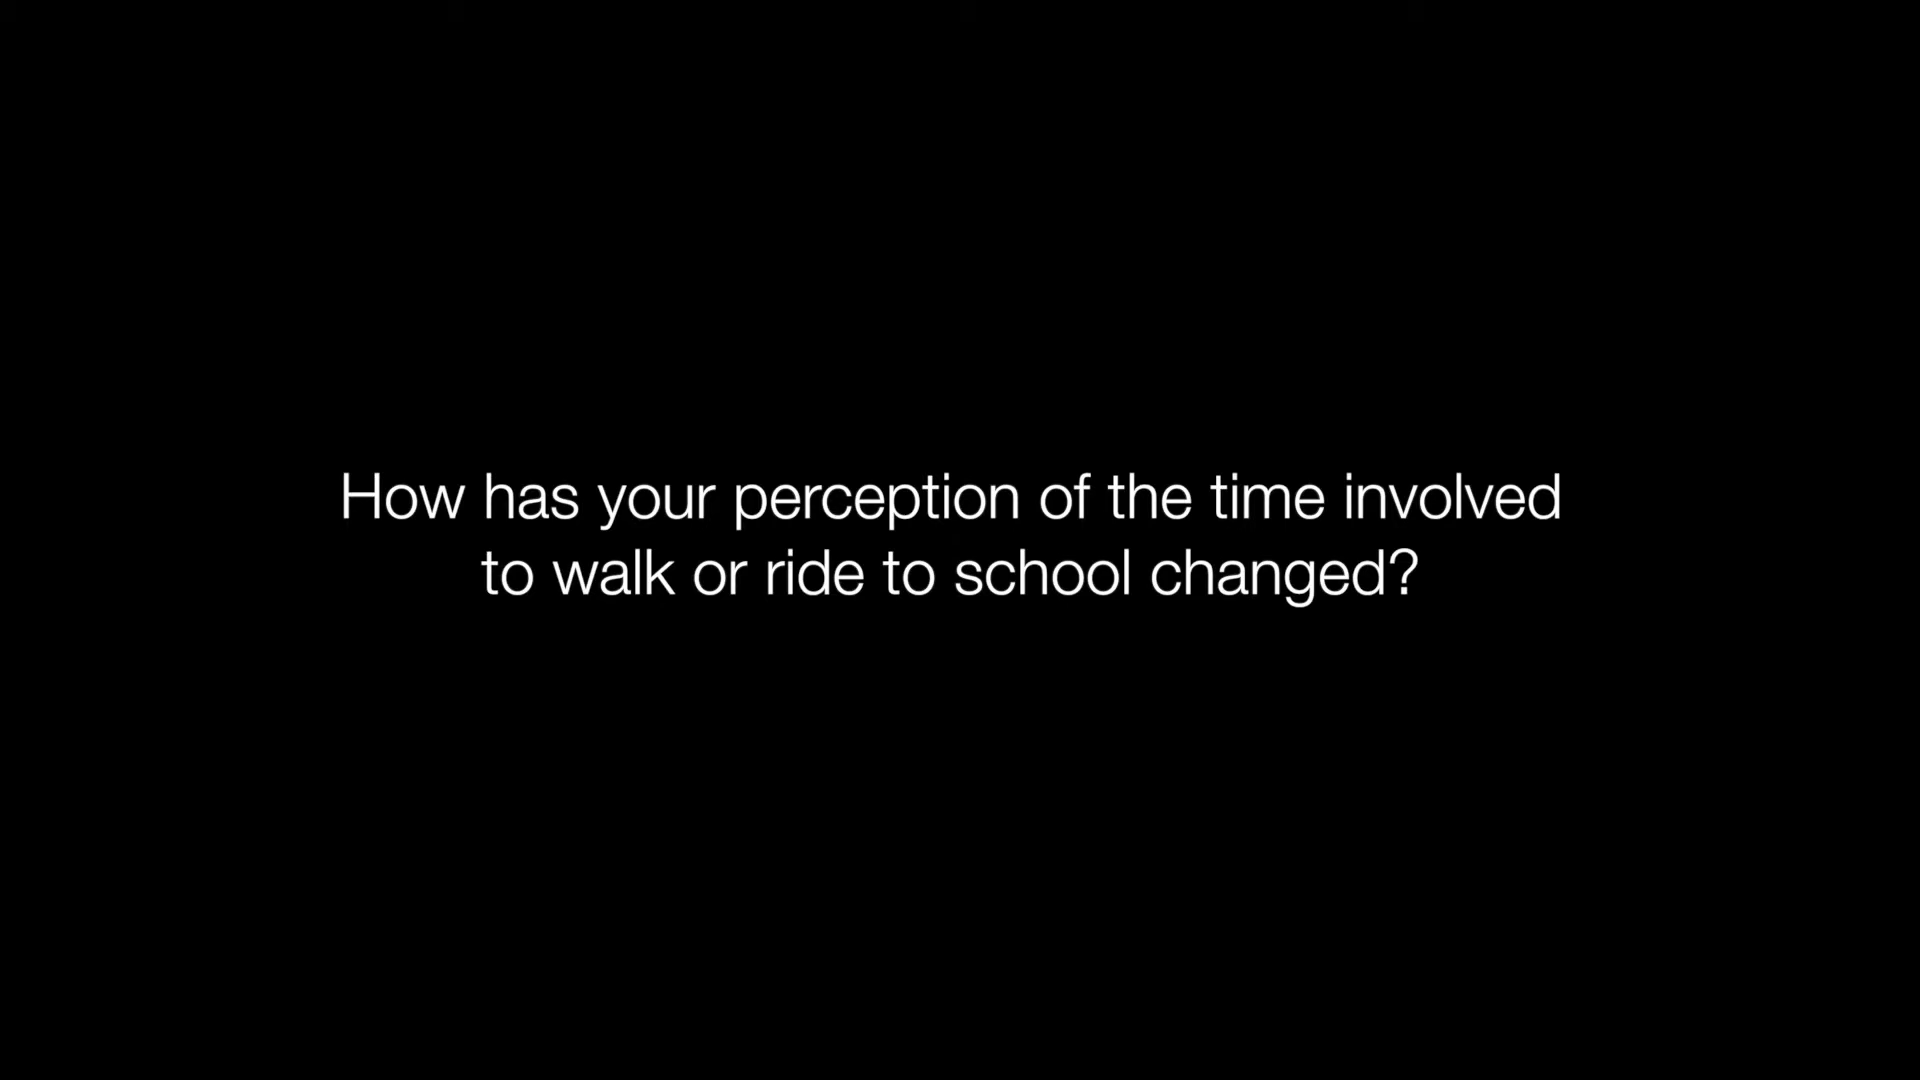 How has your perception of the time involved
to walk or ride to school changed?